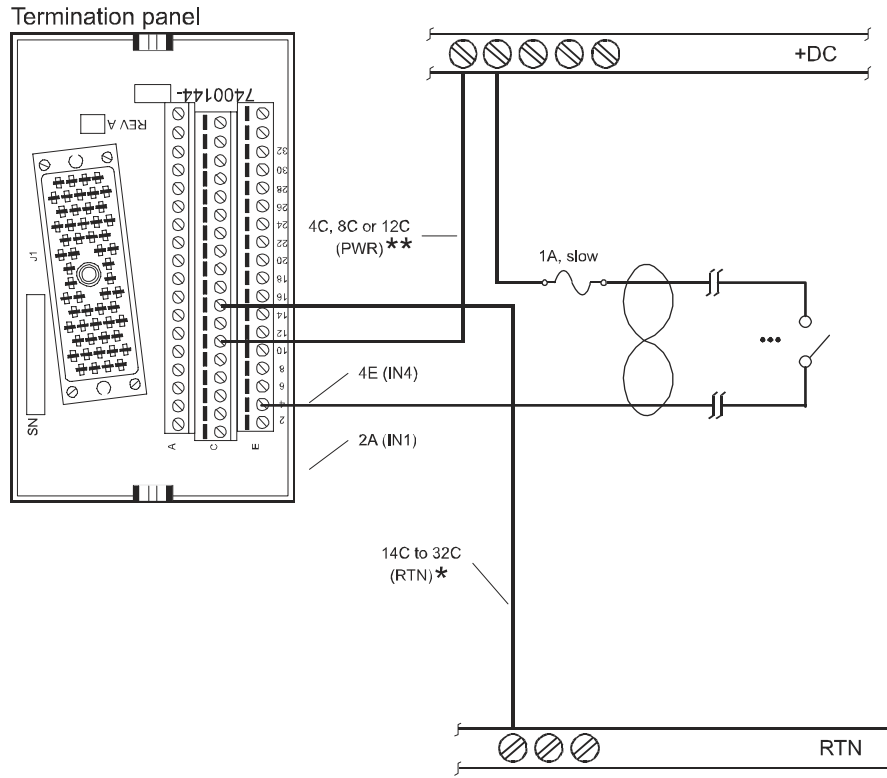 Termination panel
+DC
7400144-
REV A
J1
SN
32
30
28
26
24
22
20
18
16
14
12
10
8
6
4
2
A
C
E
4C, 8C or 12C
(PWR)**
1A, slow
4E (IN4)
2A (IN1)
14C to 32C
(RTN)*
RTN